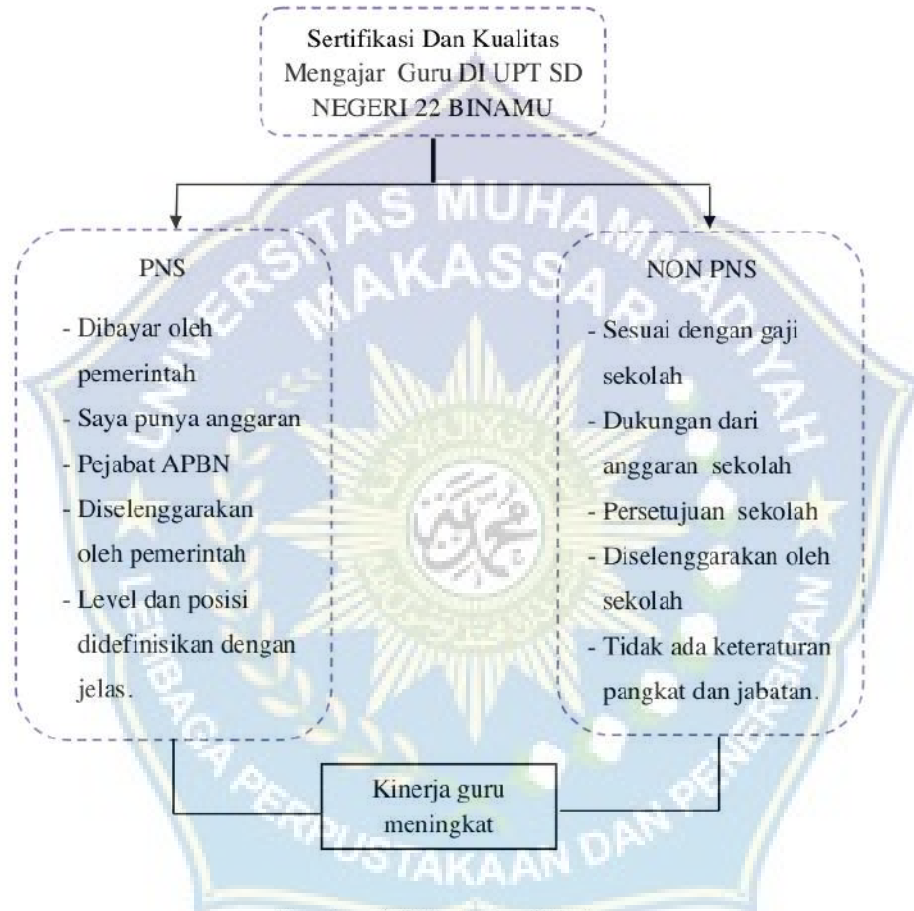 Sertifikasi Dan Kualitas
Mengajar Guru DI UPT SD
NEGERI 22 BINAMU
UNIVERSITAS MUHAMMADIYAH
MAKASSAR
PNS
- Dibayar oleh
pemerintah
- Saya punya anggaran
- Pejabat APBN
- Diselenggarakan
oleh pemerintah
- Level dan posisi
didefinisikan dengan
jelas.
NON PNS
- Sesuai dengan gaji
sekolah
- Dukungan dari
anggaran sekolah
- Persetujuan sekolah
- Diselenggarakan oleh
sekolah
- Tidak ada keteraturan
pangkat dan jabatan.
محمد
Kinerja guru
meningkat
LEMBAGA PERPUSTAKAAN DAN PENERBITAN